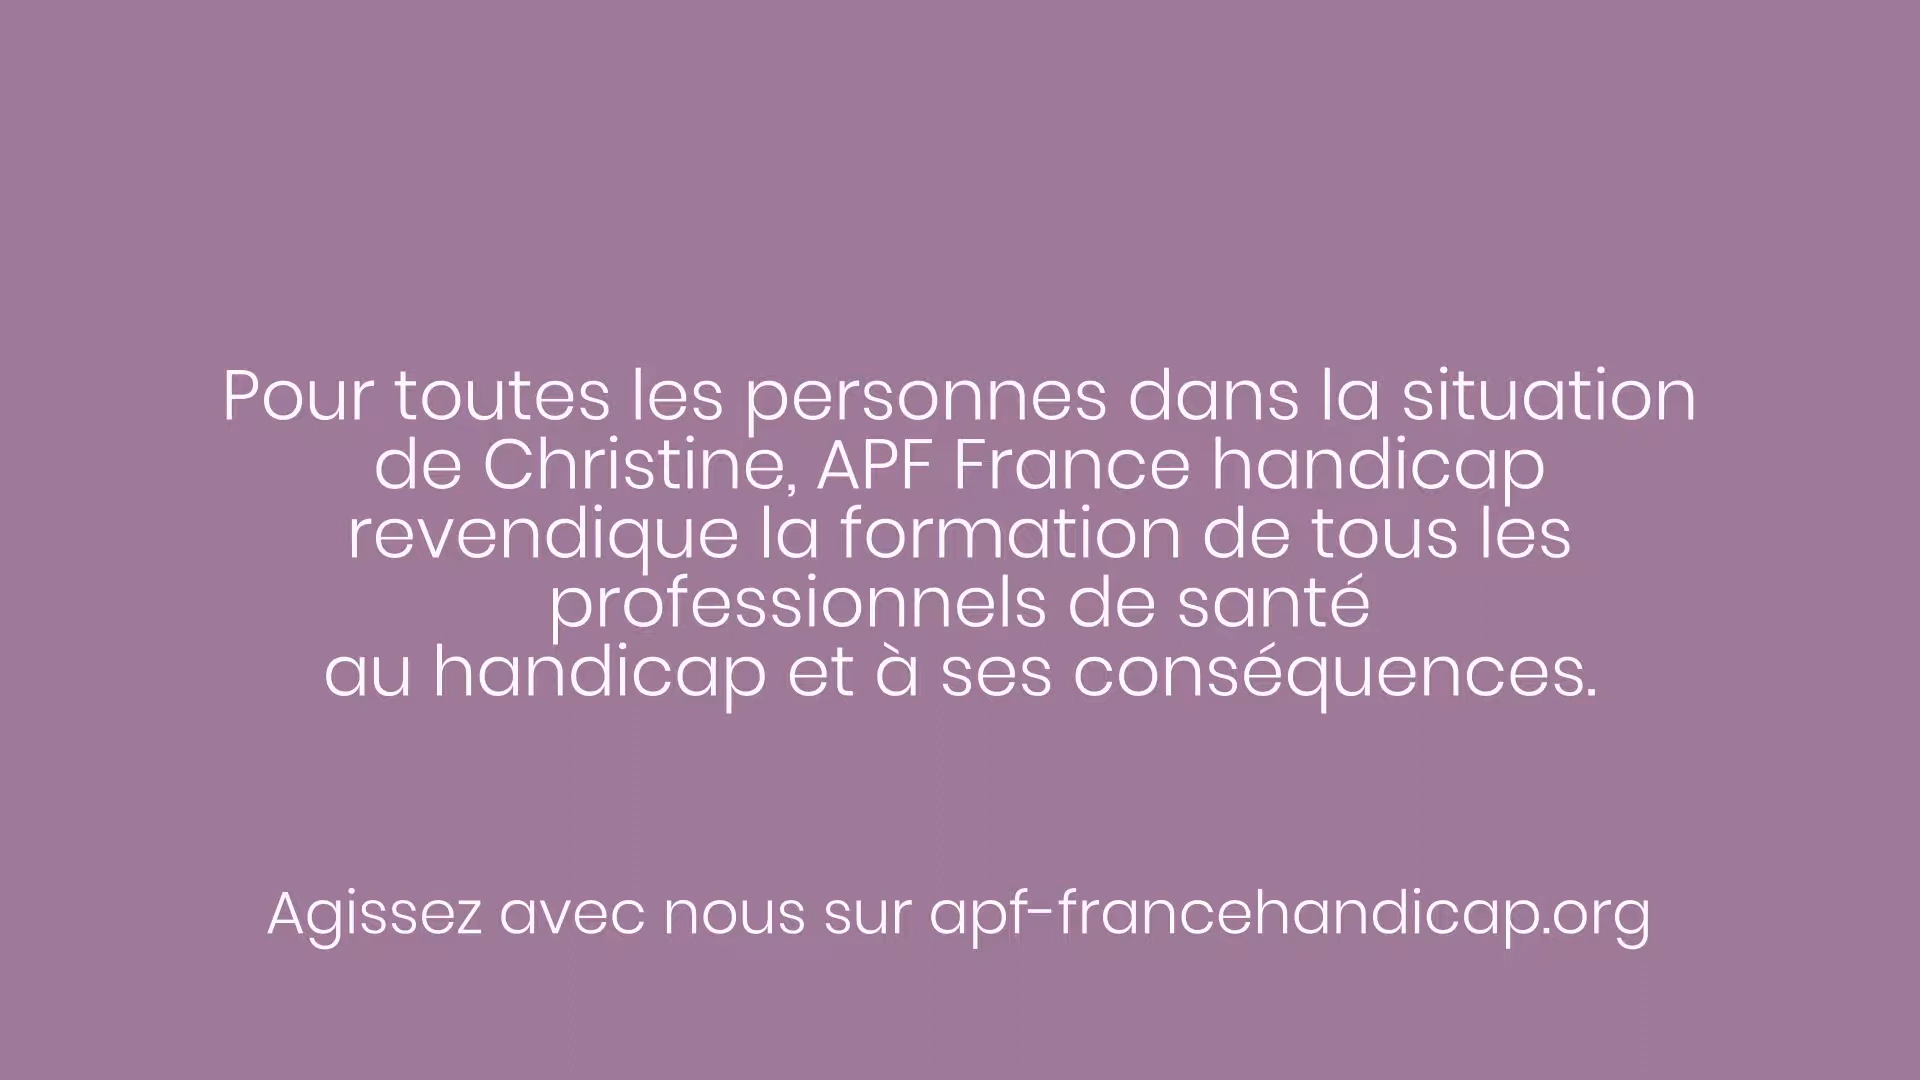 Pour toutes les personnes dans la situation
de Christine, APF France handicap
revendique la formation de tous les
professionnels de santé
au handicap et à ses conséquences.
Agissez avec nous sur apf-francehandicap.org